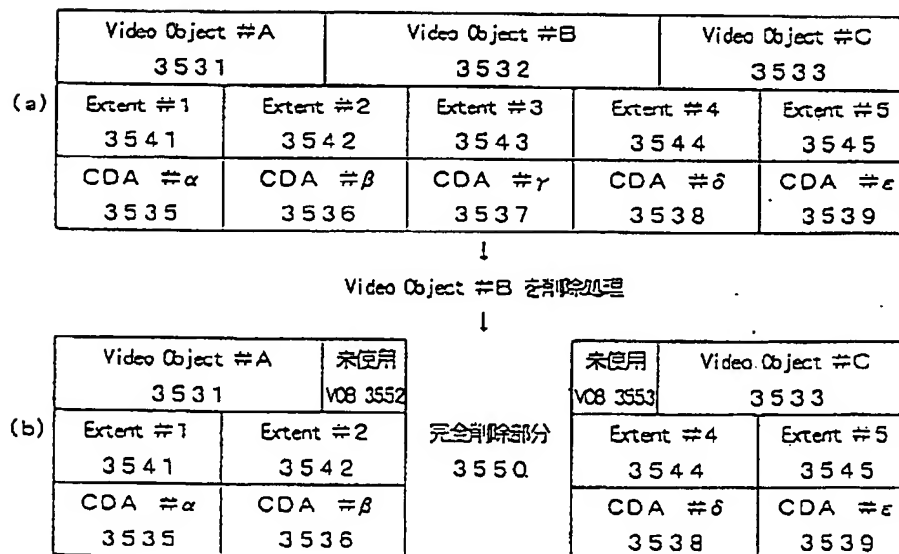 Video Object #A Video Object #B Video Object #C
3531 3532 3533
(a)
Extent #1 Extent #2 Extent #3 Extent #4 Extent #5
3541 3542 3543 3544 3545
CDA #α CDA #β CDA #γ CDA #δ CDA #ε
3535 3536 3537 3538 3539
↓
Video Object #B を削除処理
↓
Video Object #A 未使用 未使用 Video Object #C
3531 VOB 3552 VOB 3553 3533
(b)
Extent #1 Extent #2 完全削除部分 Extent #4 Extent #5
3541 3542 3550 3544 3545
CDA #α CDA #β CDA #δ CDA #ε
3535 3536 3538 3539